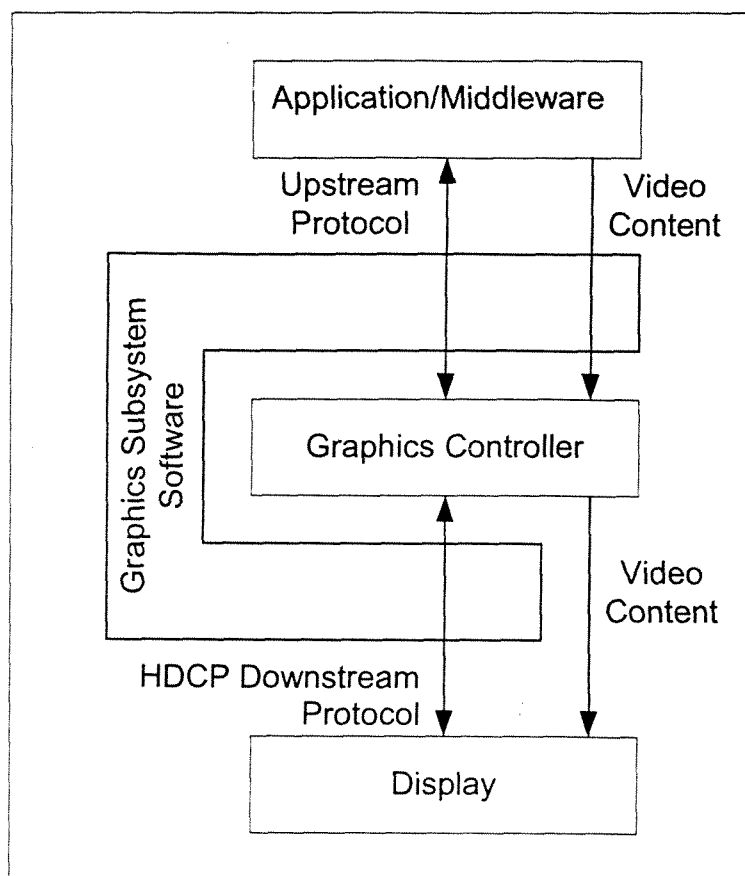 Application/Middleware
Upstream
Protocol
Video
Content
Graphics Subsystem
Software
Graphics Controller
Video
Content
HDCP Downstream
Protocol
Display